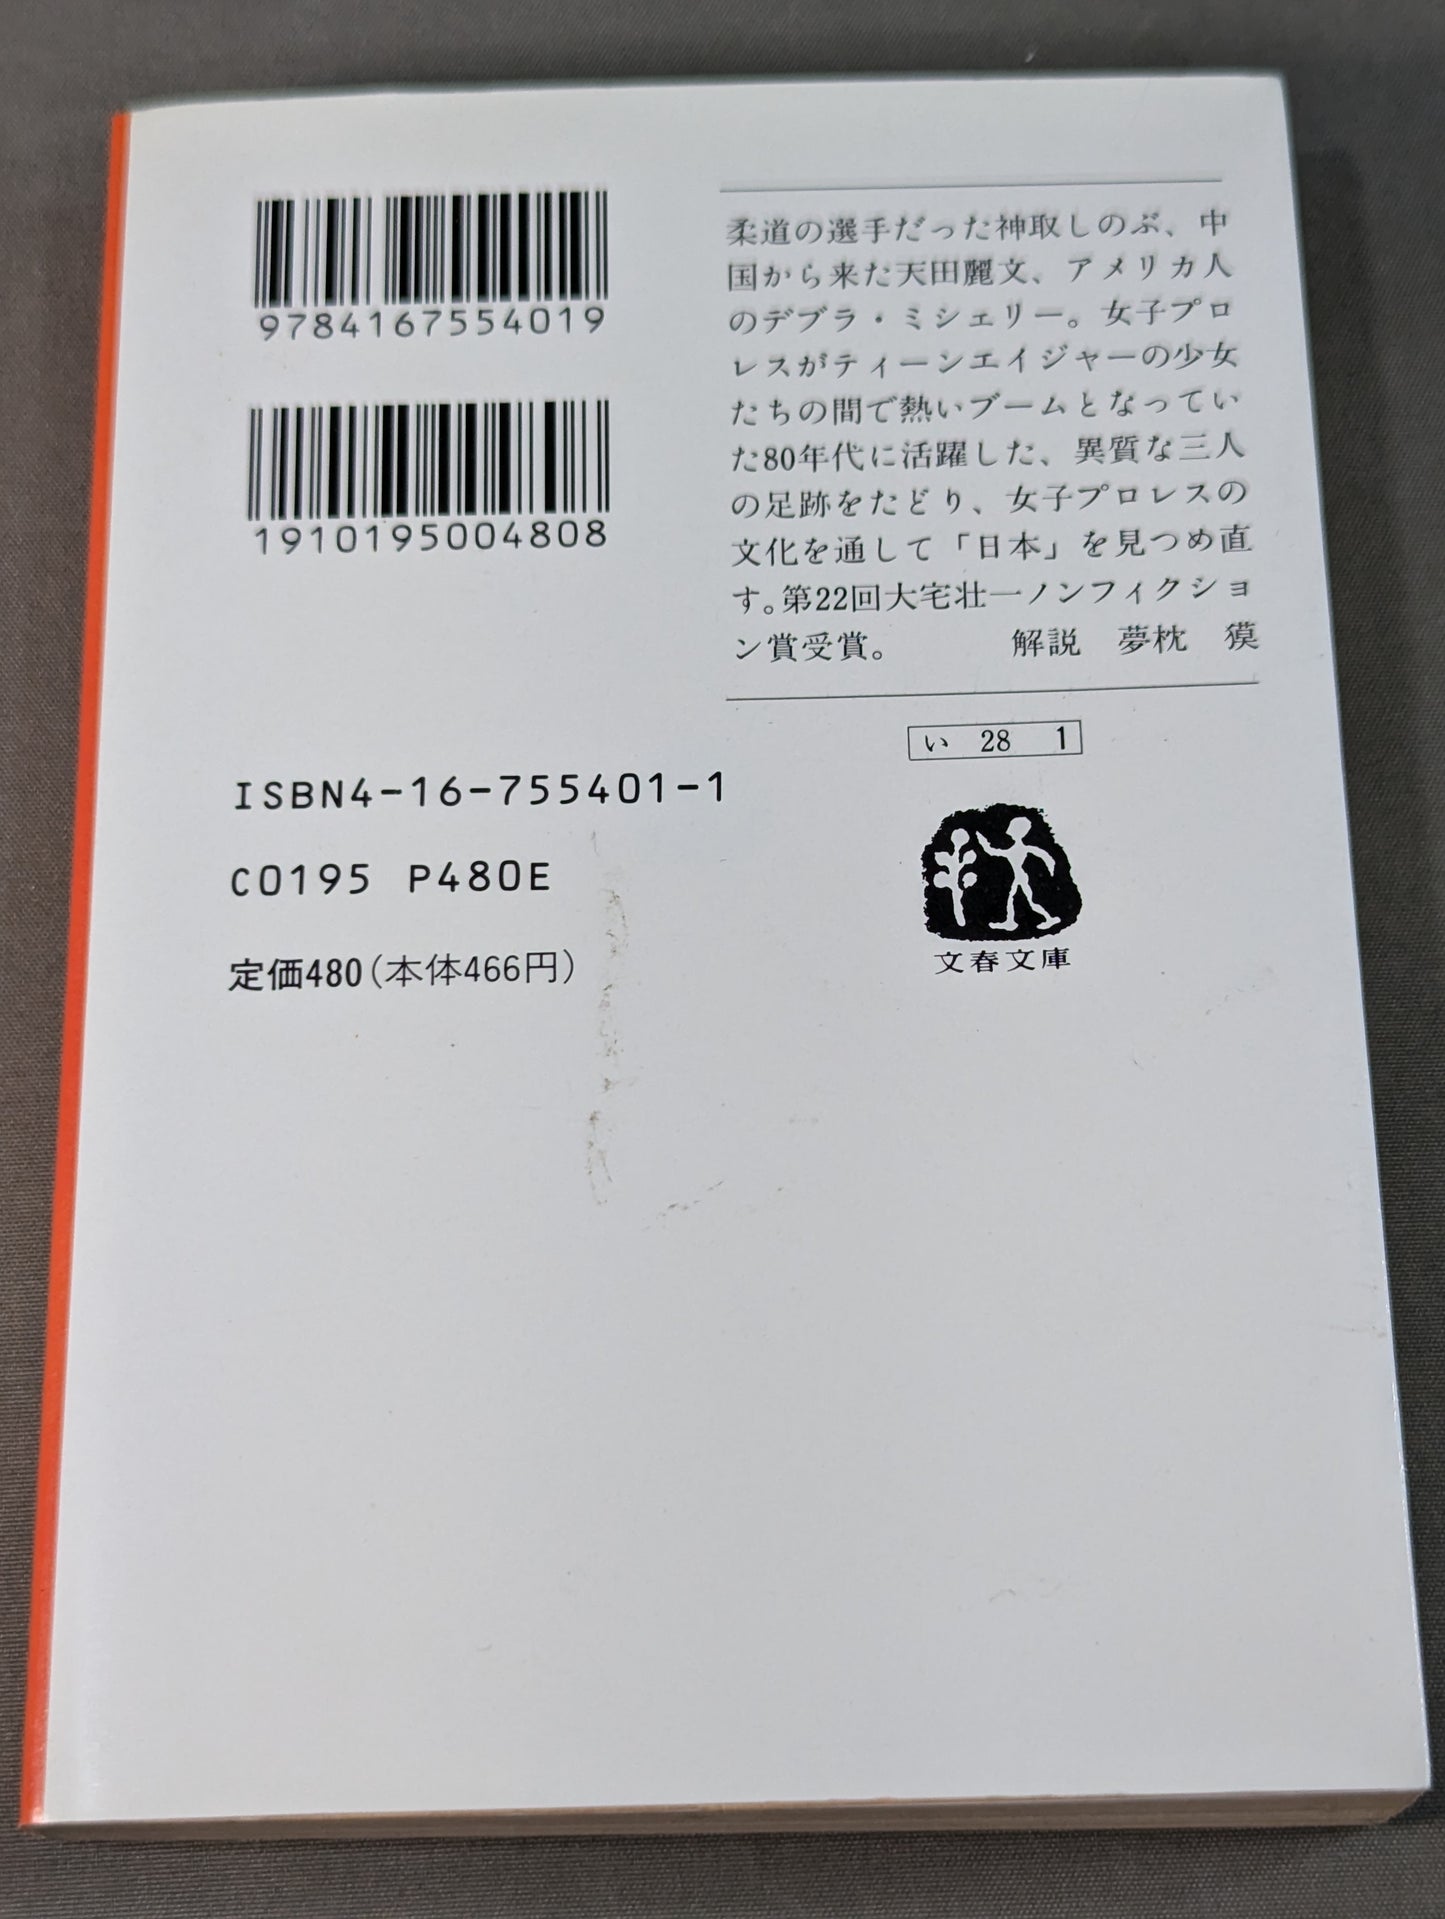 9784167554019
1910195004808
柔道の選手だった神取しのぶ、中
国から来た天田麗文、アメリカ人
のデブラ・ミシェリー。女子プロ
レスがティーンエイジャーの少女
たちの間で熱いブームとなってい
た80年代に活躍した、異質な三人
の足跡をたどり、女子プロレスの
文化を通して「日本」を見つめ直
す。第22回大宅壮一ノンフィクショ
ン賞受賞。 解説 夢枕 獏
い 28 1
文春文庫
ISBN4-16-755401-1
C0195 P480E
定価480(本体466円)